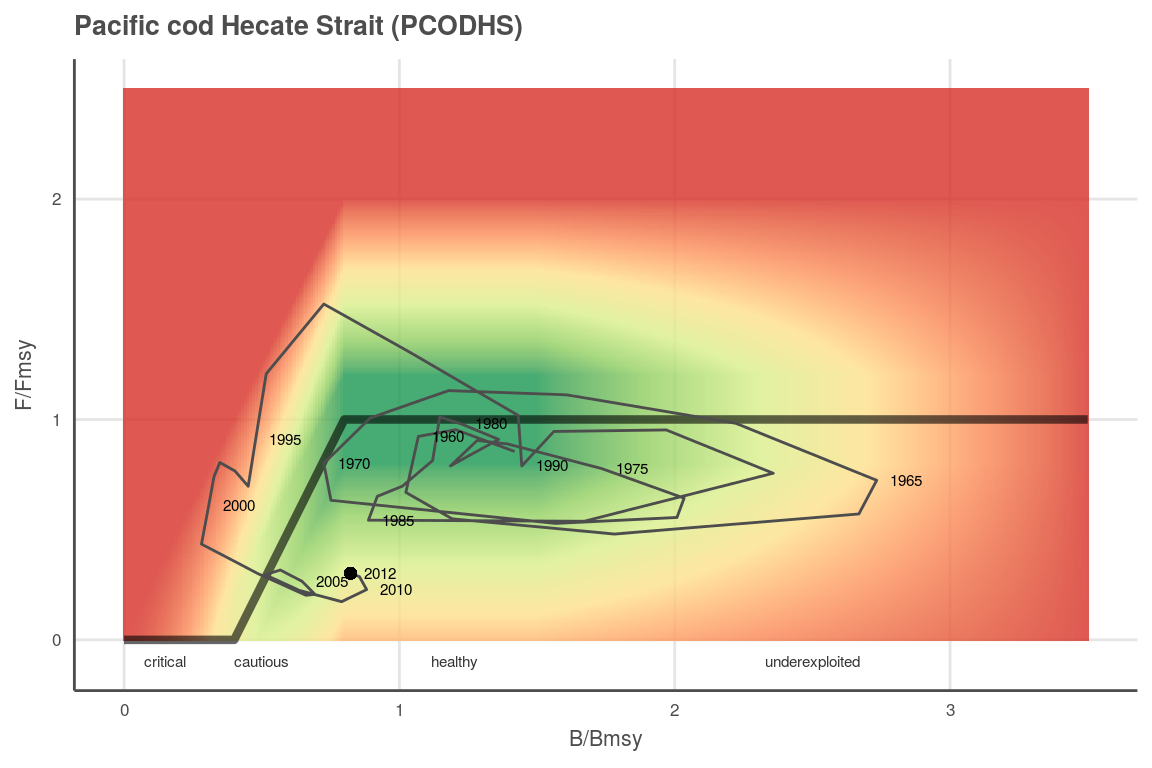 Pacific cod Hecate Strait (PCODHS)
F/Fmsy
2
1
0
1980
1960
1995
1970
1990
1975
1965
2000
1985
2005
2012
2010
critical
cautious
healthy
underexploited
0
1
2
3
B/Bmsy